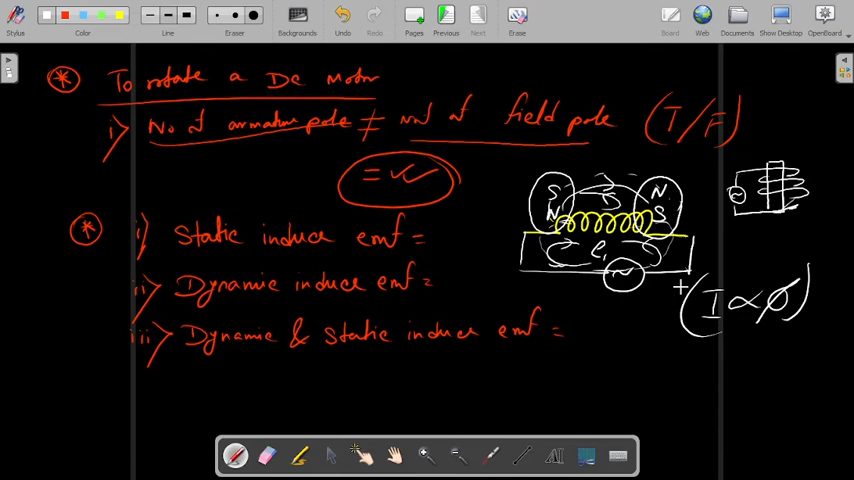 Stylus
Color
Line
Eraser
Backgrounds
Undo
Redo
Pages
Previous
Next
Erase
Board
Web
Documents
Show Desktop
OpenBoard
* To rotate a DC motor
i) No of armature pole ≠ No of field pole (T/F)
= ✓✓
* i) Static induce emf =
ii) Dynamic induce emf =
iii) Dynamic & static induce emf =
S N
N S
+ (I ∝ Ø)